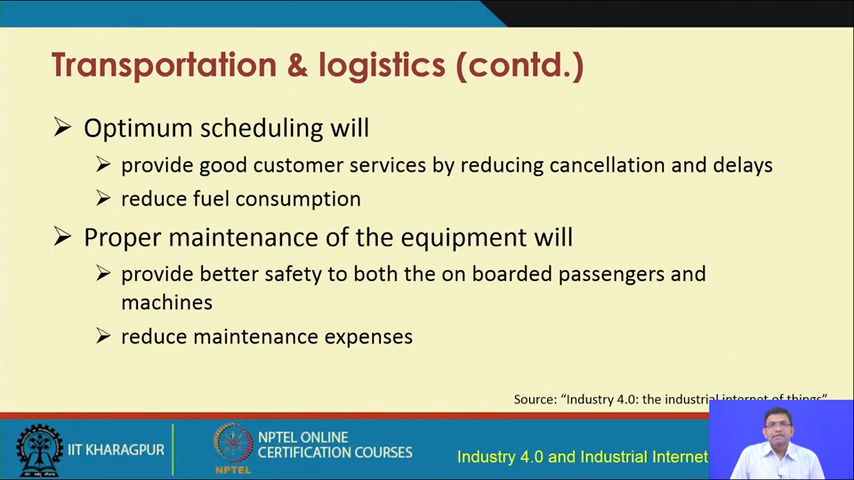 Transportation & logistics (contd.)
Optimum scheduling will
provide good customer services by reducing cancellation and delays
reduce fuel consumption
Proper maintenance of the equipment will
provide better safety to both the on boarded passengers and
machines
reduce maintenance expenses
Source: “Industry 4.0: the industrial internet of things”
IIT KHARAGPUR
NPTEL
NPTEL ONLINE
CERTIFICATION COURSES
Industry 4.0 and Industrial Internet